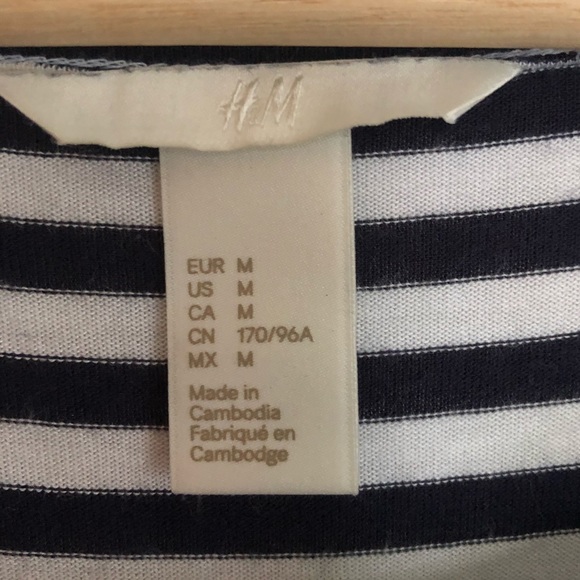 H&M
EUR M
US M
CA M
CN 170/96A
MX M
Made in
Cambodia
Fabriqué en
Cambodge